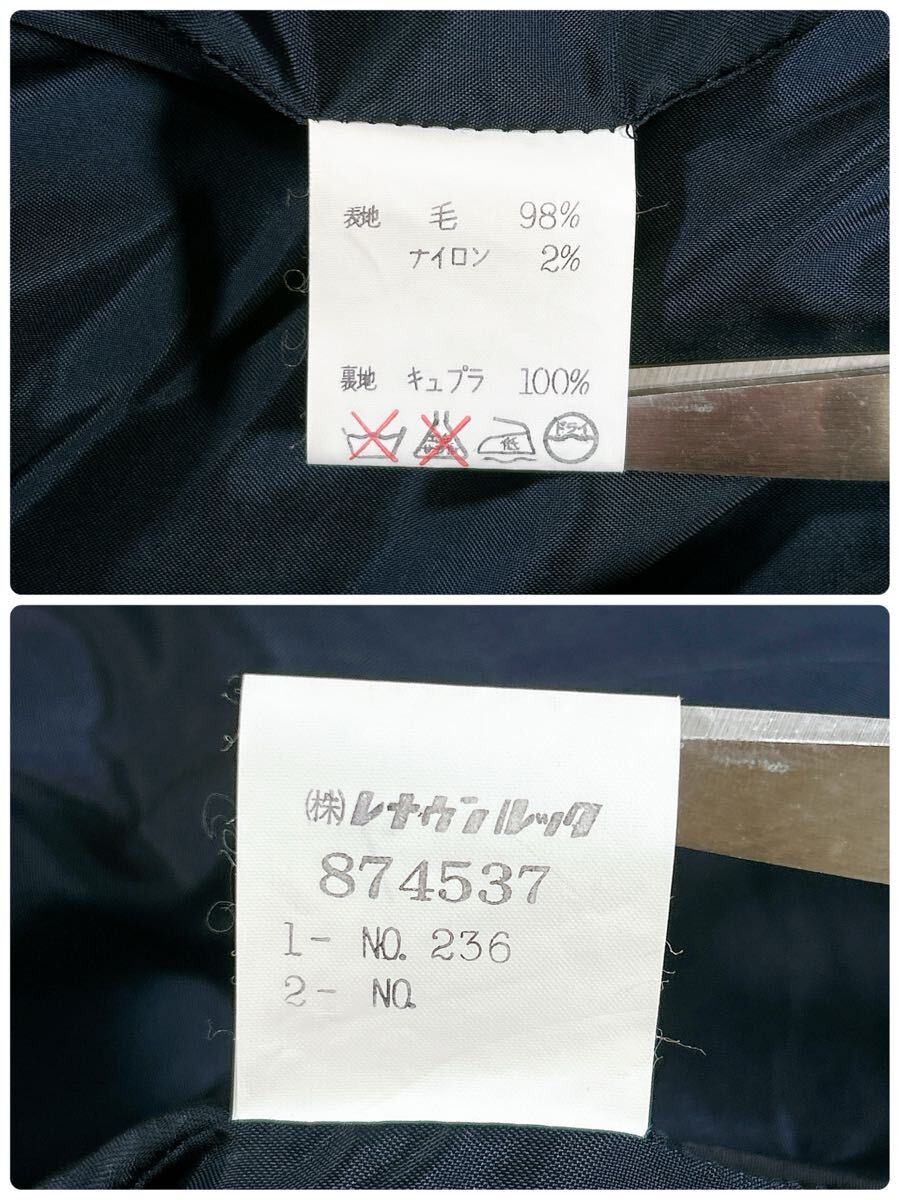 表地 毛 98%
ナイロン 2%
裏地 キュプラ 100%
低 ドライ
㈱レナウンルック
874537
1- NO. 236
2- NO.